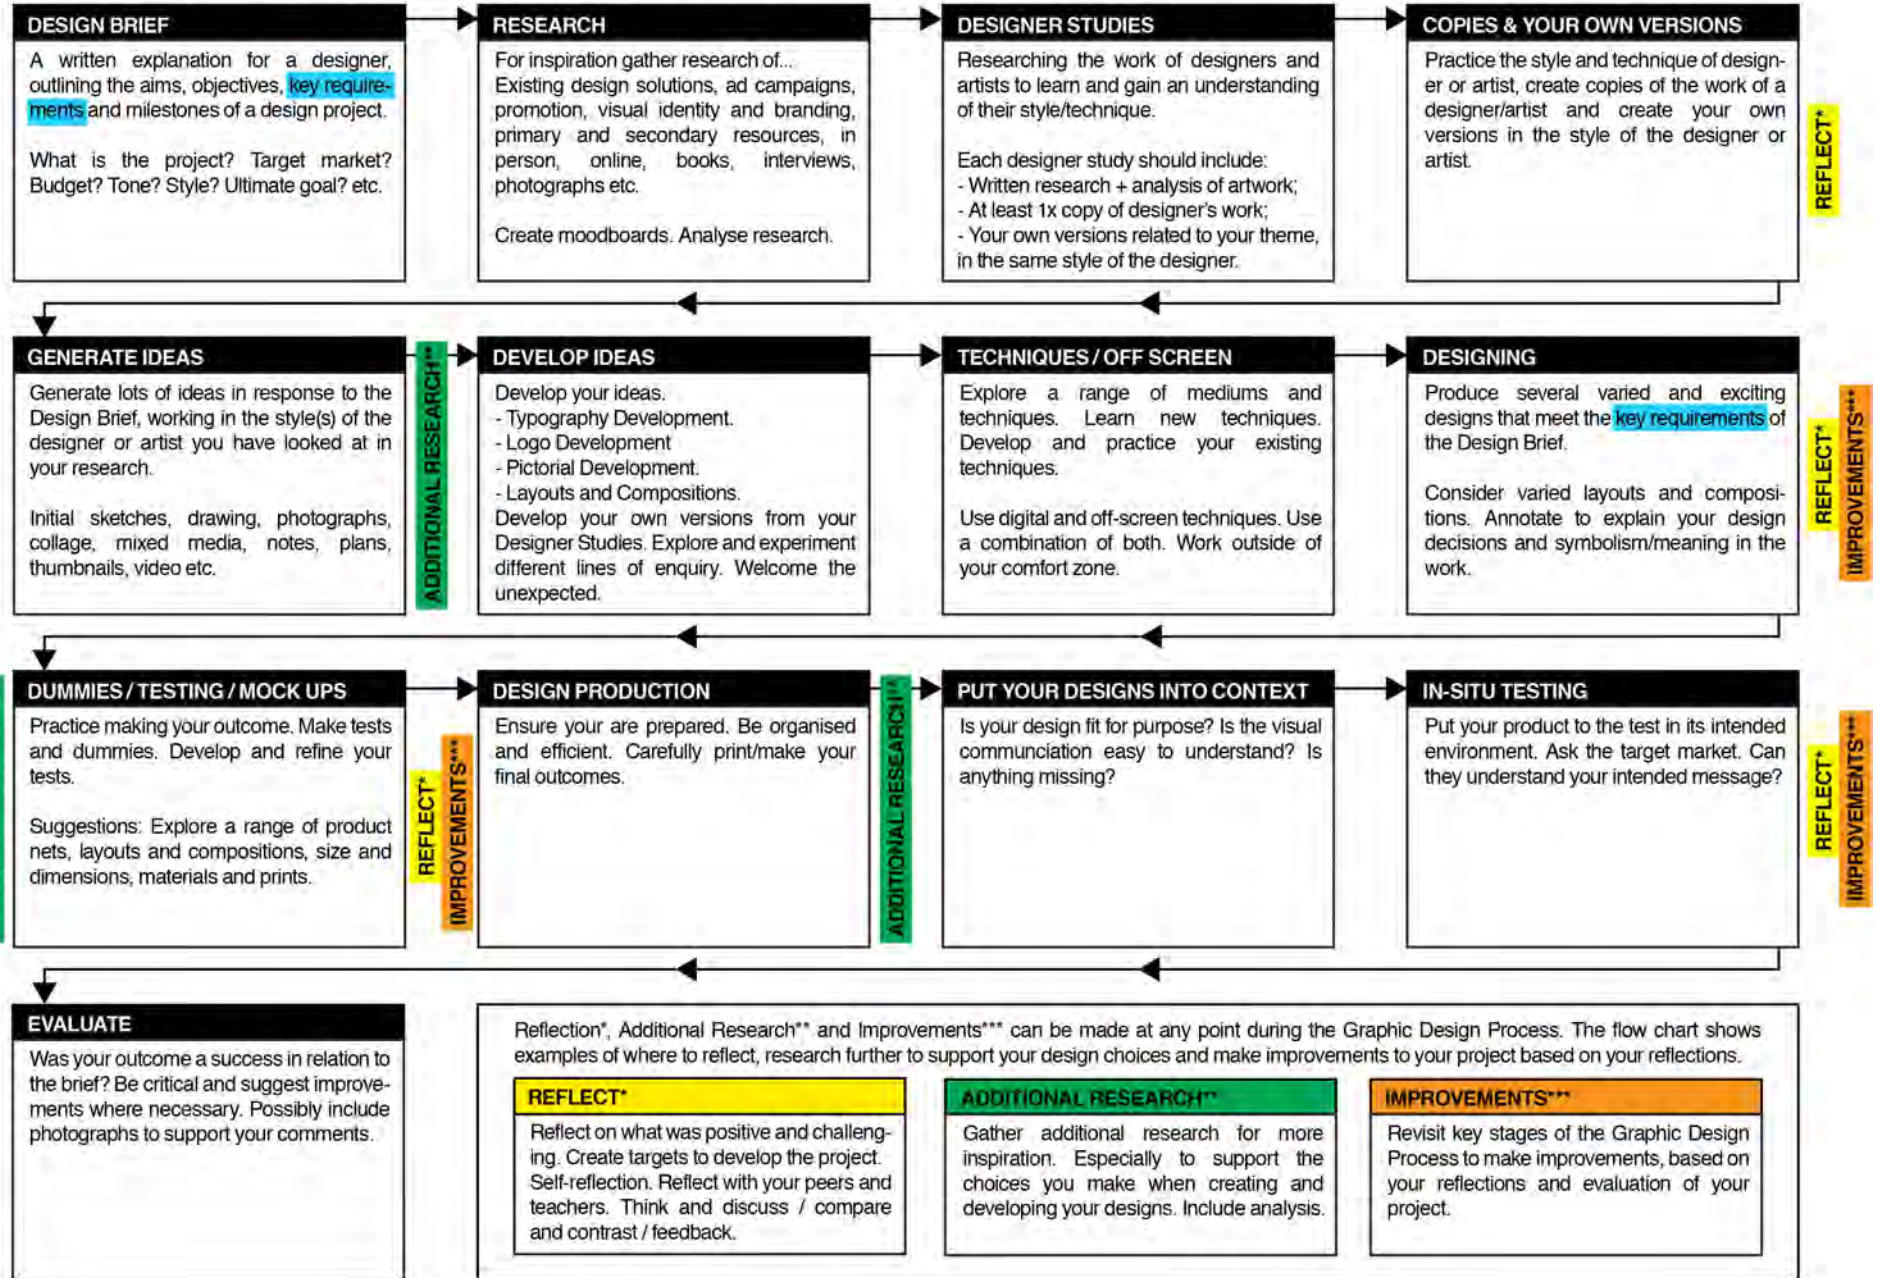 DESIGN BRIEF
A written explanation for a designer,
outlining the aims, objectives, key require-
ments and milestones of a design project.
What is the project? Target market?
Budget? Tone? Style? Ultimate goal? etc.
RESEARCH
For inspiration gather research of...
Existing design solutions, ad campaigns,
promotion, visual identity and branding,
primary and secondary resources, in
person, online, books, interviews,
photographs etc.
Create moodboards. Analyse research.
DESIGNER STUDIES
Researching the work of designers and
artists to learn and gain an understanding
of their style/technique.
Each designer study should include:
- Written research + analysis of artwork;
- At least 1x copy of designer's work;
- Your own versions related to your theme,
in the same style of the designer.
COPIES & YOUR OWN VERSIONS
Practice the style and technique of design-
er or artist, create copies of the work of a
designer/artist and create your own
versions in the style of the designer or
artist.
REFLECT*
GENERATE IDEAS
Generate lots of ideas in response to the
Design Brief, working in the style(s) of the
designer or artist you have looked at in
your research.
Initial sketches, drawing, photographs,
collage, mixed media, notes, plans,
thumbnails, video etc.
ADDITIONAL RESEARCH**
DEVELOP IDEAS
Develop your ideas.
- Typography Development.
- Logo Development
- Pictorial Development.
- Layouts and Compositions.
Develop your own versions from your
Designer Studies. Explore and experiment
different lines of enquiry. Welcome the
unexpected.
TECHNIQUES / OFF SCREEN
Explore a range of mediums and
techniques. Learn new techniques.
Develop and practice your existing
techniques.
Use digital and off-screen techniques. Use
a combination of both. Work outside of
your comfort zone.
DESIGNING
Produce several varied and exciting
designs that meet the key requirements of
the Design Brief.
Consider varied layouts and composi-
tions. Annotate to explain your design
decisions and symbolism/meaning in the
work.
REFLECT*
IMPROVEMENTS***
DUMMIES / TESTING / MOCK UPS
Practice making your outcome. Make tests
and dummies. Develop and refine your
tests.
Suggestions: Explore a range of product
nets, layouts and compositions, size and
dimensions, materials and prints.
REFLECT*
IMPROVEMENTS***
DESIGN PRODUCTION
Ensure your are prepared. Be organised
and efficient. Carefully print/make your
final outcomes.
ADDITIONAL RESEARCH**
PUT YOUR DESIGNS INTO CONTEXT
Is your design fit for purpose? Is the visual
communciation easy to understand? Is
anything missing?
IN-SITU TESTING
Put your product to the test in its intended
environment. Ask the target market. Can
they understand your intended message?
REFLECT*
IMPROVEMENTS***
EVALUATE
Was your outcome a success in relation to
the brief? Be critical and suggest improve-
ments where necessary. Possibly include
photographs to support your comments.
Reflection*, Additional Research** and Improvements*** can be made at any point during the Graphic Design Process. The flow chart shows
examples of where to reflect, research further to support your design choices and make improvements to your project based on your reflections.
REFLECT*
Reflect on what was positive and challeng-
ing. Create targets to develop the project.
Self-reflection. Reflect with your peers and
teachers. Think and discuss / compare
and contrast / feedback.
ADDITIONAL RESEARCH**
Gather additional research for more
inspiration. Especially to support the
choices you make when creating and
developing your designs. Include analysis.
IMPROVEMENTS***
Revisit key stages of the Graphic Design
Process to make improvements, based on
your reflections and evaluation of your
project.